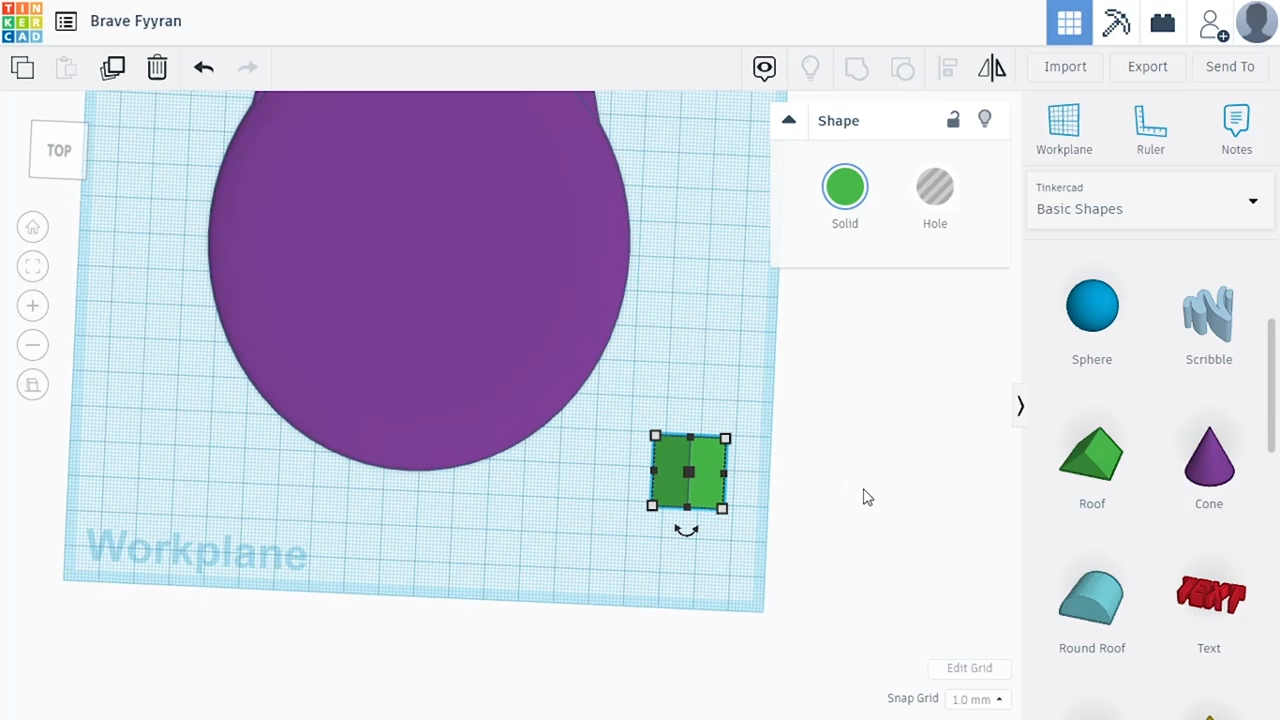 TIN
KER
CAD
Brave Fyyran
Import
Export
Send To
TOP
Shape
Solid
Hole
Workplane
Ruler
Notes
Tinkercad
Basic Shapes
Sphere
Scribble
Roof
Cone
TEXT
Round Roof
Text
Workplane
Edit Grid
Snap Grid
1.0 mm